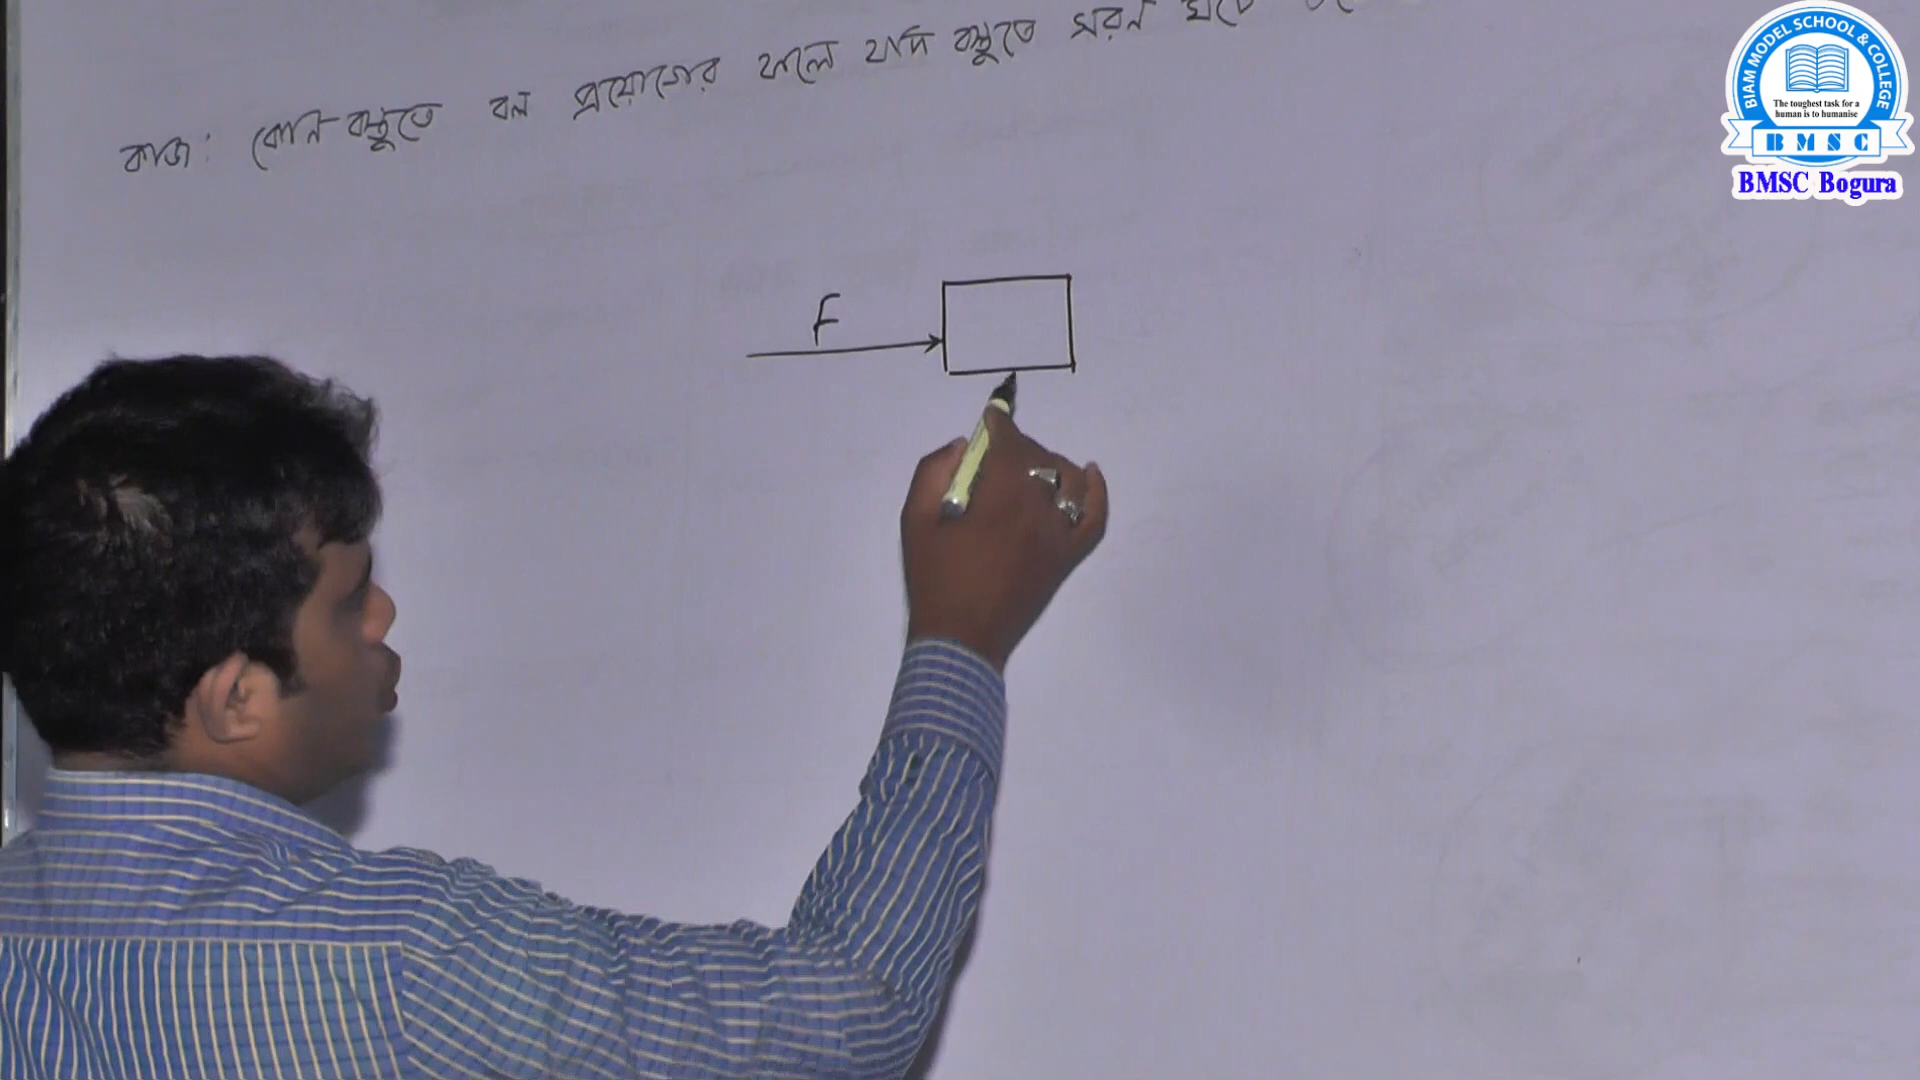 কাজ: কোন বস্তুতে বল প্রয়োগের ফলে যদি বস্তুতে সরন ঘটে
F
BIAM MODEL SCHOOL & COLLEGE
The toughest task for a
human is to humanise
BMSC
BMSC Bogura